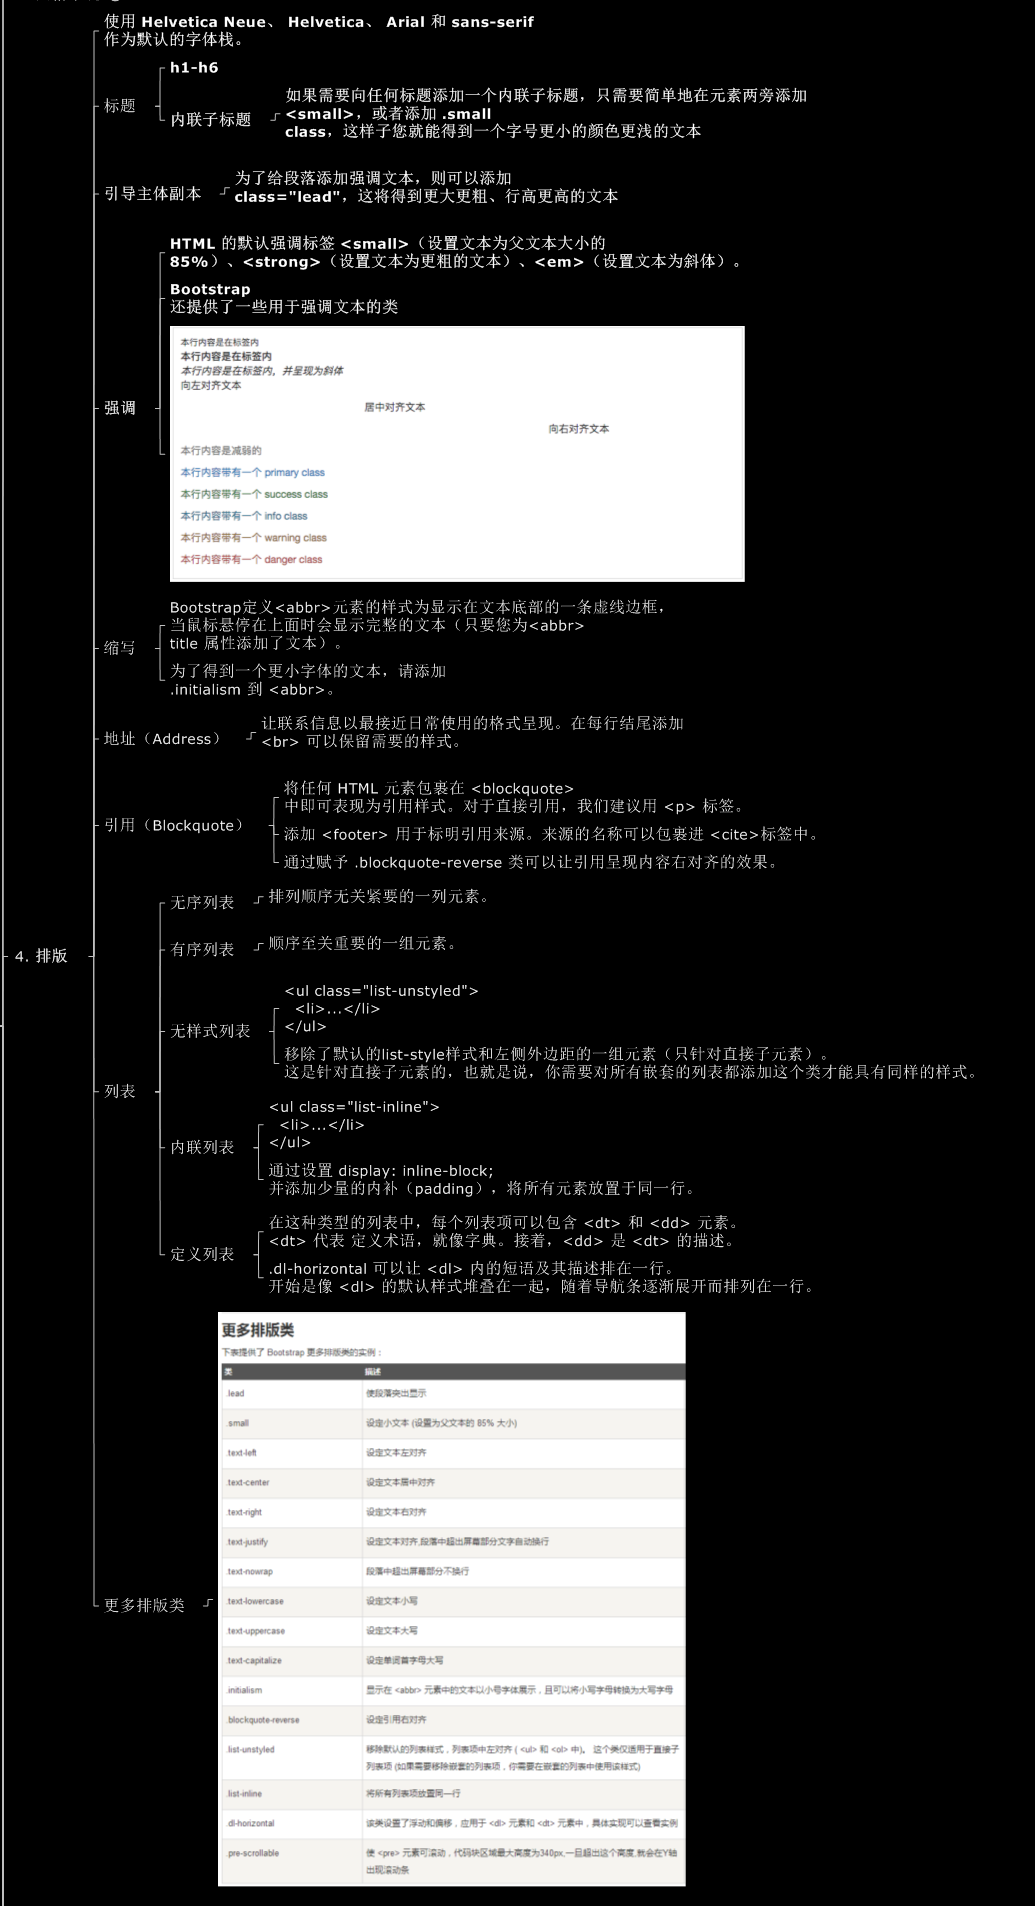 使用 Helvetica Neue、 Helvetica、 Arial 和 sans-serif
作为默认的字体栈。
标题
h1-h6
内联子标题
如果需要向任何标题添加一个内联子标题，只需要简单地在元素两旁添加
<small>，或者添加 .small
class，这样子您就能得到一个字号更小的颜色更浅的文本
引导主体副本
为了给段落添加强调文本，则可以添加
class="lead"，这将得到更大更粗、行高更高的文本
强调
HTML 的默认强调标签 <small>（设置文本为父文本大小的
85%）、<strong>（设置文本为更粗的文本）、<em>（设置文本为斜体）。
Bootstrap
还提供了一些用于强调文本的类
本行内容是在标签内
本行内容是在标签内
本行内容是在标签内，并呈现为斜体
向左对齐文本
居中对齐文本
向右对齐文本
本行内容是减弱的
本行内容带有一个 primary class
本行内容带有一个 success class
本行内容带有一个 info class
本行内容带有一个 warning class
本行内容带有一个 danger class
缩写
Bootstrap定义<abbr>元素的样式为显示在文本底部的一条虚线边框，
当鼠标悬停在上面时会显示完整的文本（只要您为<abbr>
title 属性添加了文本）。
为了得到一个更小字体的文本，请添加
.initialism 到 <abbr>。
地址（Address）
让联系信息以最接近日常使用的格式呈现。在每行结尾添加
<br> 可以保留需要的样式。
引用（Blockquote）
将任何 HTML 元素包裹在 <blockquote>
中即可表现为引用样式。对于直接引用，我们建议用 <p> 标签。
添加 <footer> 用于标明引用来源。来源的名称可以包裹进 <cite>标签中。
通过赋予 .blockquote-reverse 类可以让引用呈现内容右对齐的效果。
4. 排版
列表
无序列表
排列顺序无关紧要的一列元素。
有序列表
顺序至关重要的一组元素。
无样式列表
<ul class="list-unstyled">
<li>...</li>
</ul>
移除了默认的list-style样式和左侧外边距的一组元素（只针对直接子元素）。
这是针对直接子元素的，也就是说，你需要对所有嵌套的列表都添加这个类才能具有同样的样式。
内联列表
<ul class="list-inline">
<li>...</li>
</ul>
通过设置 display: inline-block;
并添加少量的内补（padding），将所有元素放置于同一行。
定义列表
在这种类型的列表中，每个列表项可以包含 <dt> 和 <dd> 元素。
<dt> 代表 定义术语，就像字典。接着，<dd> 是 <dt> 的描述。
.dl-horizontal 可以让 <dl> 内的短语及其描述排在一行。
开始是像 <dl> 的默认样式堆叠在一起，随着导航条逐渐展开而排列在一行。
更多排版类
更多排版类
下表提供了 Bootstrap 更多排版类的实例：
类 描述
.lead 使段落突出显示
.small 设定小文本 (设置为父文本的 85% 大小)
.text-left 设定文本左对齐
.text-center 设定文本居中对齐
.text-right 设定文本右对齐
.text-justify 设定文本对齐,段落中超出屏幕部分文字自动换行
.text-nowrap 段落中超出屏幕部分不换行
.text-lowercase 设定文本小写
.text-uppercase 设定文本大写
.text-capitalize 设定单词首字母大写
.initialism 显示在 <abbr> 元素中的文本以小号字体展示，且可以将小写字母转换为大写字母
.blockquote-reverse 设定引用右对齐
.list-unstyled 移除默认的列表样式，列表项中左对齐 ( <ul> 和 <ol> 中)。 这个类仅适用于直接子
列表项 (如果需要移除嵌套的列表项，你需要在嵌套的列表中使用该样式)
.list-inline 将所有列表项放置同一行
.dl-horizontal 该类设置了浮动和偏移，应用于 <dl> 元素和 <dt> 元素中，具体实现可以查看实例
.pre-scrollable 使 <pre> 元素可滚动，代码块区域最大高度为340px,一旦超出这个高度,就会在Y轴
出现滚动条